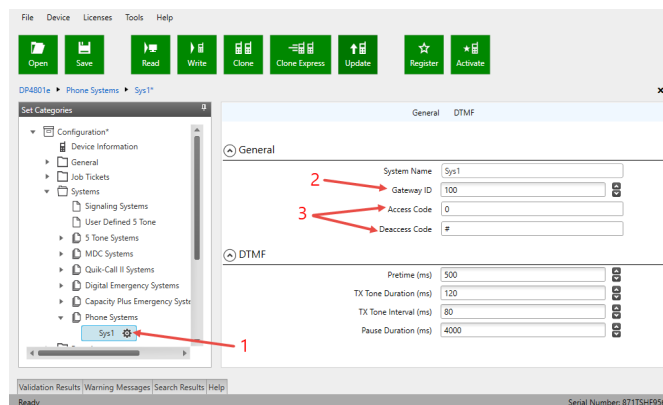 File Device Licenses Tools Help
Open Save Read Write Clone Clone Express Update Register Activate
DP4801e Phone Systems Sys1*
Set Categories
General DTMF
Configuration*
Device Information
General
Job Tickets
Systems
Signaling Systems
User Defined 5 Tone
5 Tone Systems
MDC Systems
Quik-Call II Systems
Digital Emergency Systems
Capacity Plus Emergency Syste
Phone Systems
Sys1
1
General
System Name Sys1
2 Gateway ID 100
3 Access Code 0
Deaccess Code #
DTMF
Pretime (ms) 500
TX Tone Duration (ms) 120
TX Tone Interval (ms) 80
Pause Duration (ms) 4000
Validation Results Warning Messages Search Results Help
Ready Serial Number: 871TSHF95